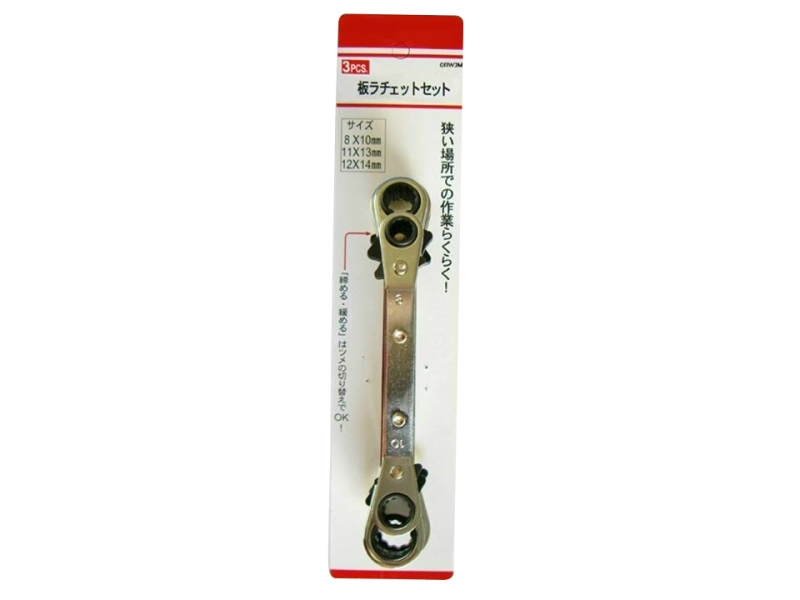 3PCS.
ORW3M
板ラチェットセット
サイズ
8X10mm
11X13mm
12X14mm
狭い場所での作業らくらく！
「締める・緩める」はツメの切り替えでOK！
8
10